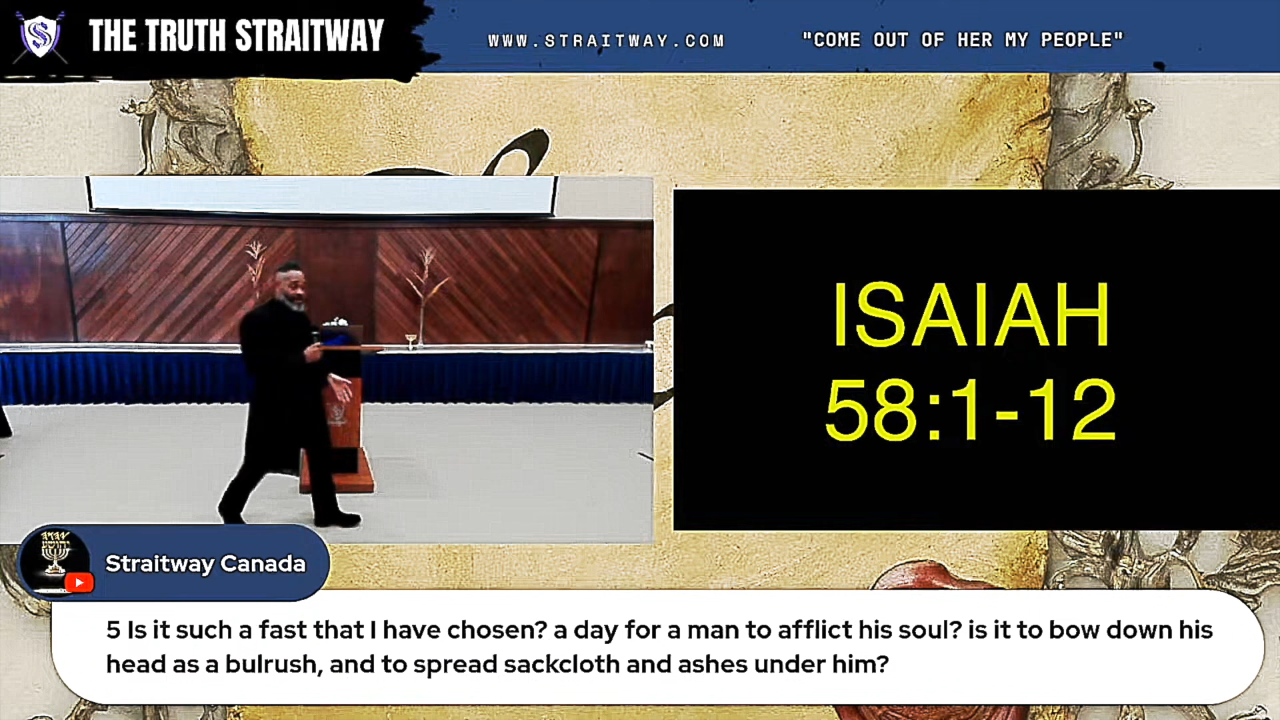 THE TRUTH STRAITWAY
WWW.STRAITWAY.COM
"COME OUT OF HER MY PEOPLE"
ISAIAH
58:1-12
Straitway Canada
5 Is it such a fast that I have chosen? a day for a man to afflict his soul? is it to bow down his
head as a bulrush, and to spread sackcloth and ashes under him?